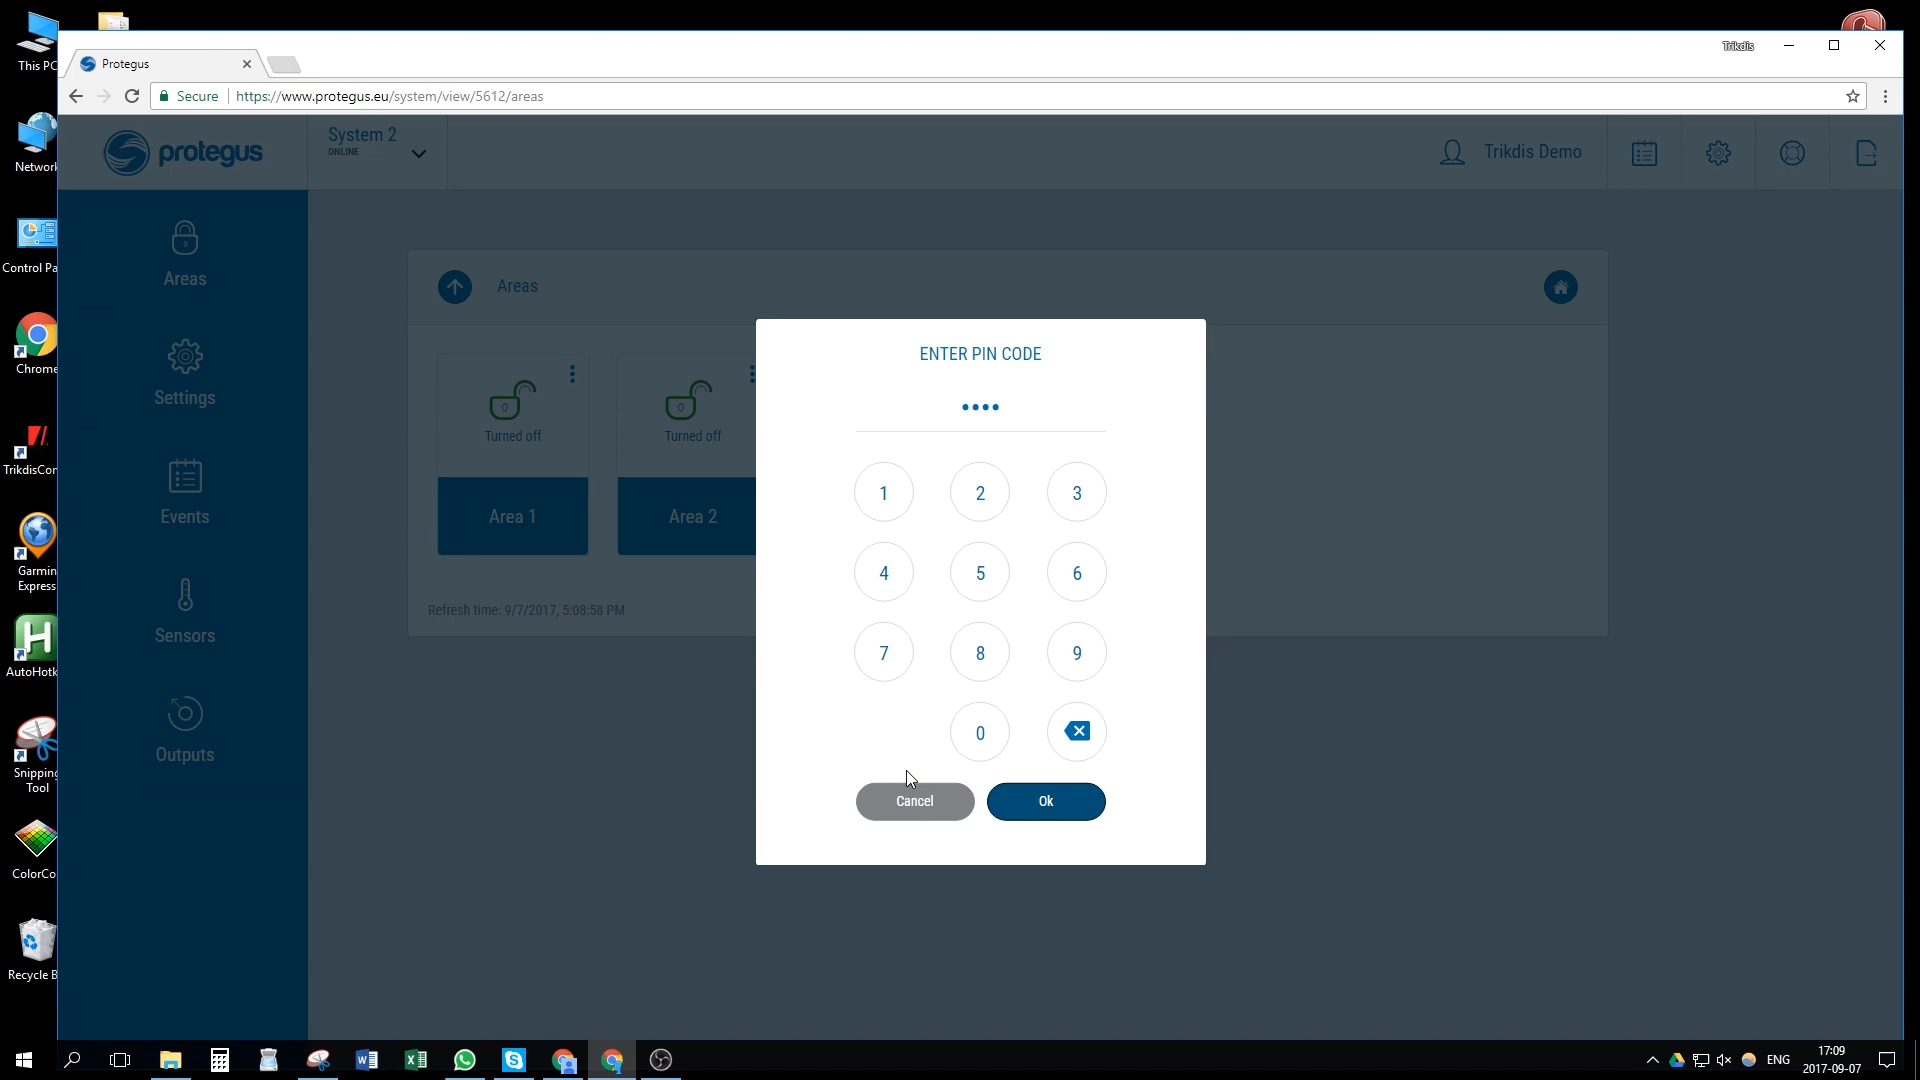 This PC
Network
Control Pa
Chrome
TrikdisCon
Garmin
Express
AutoHotk
Snipping
Tool
ColorCo
Recycle B
Trikdis
Protegus
Secure
https://www.protegus.eu/system/view/5612/areas
protegus
System 2
ONLINE
Trikdis Demo
Areas
Settings
Events
Sensors
Outputs
Areas
Turned off
Area 1
Turned off
Area 2
Refresh time: 9/7/2017, 5:08:58 PM
ENTER PIN CODE
1 2 3
4 5 6
7 8 9
0
Cancel
Ok
ENG
17:09
2017-09-07